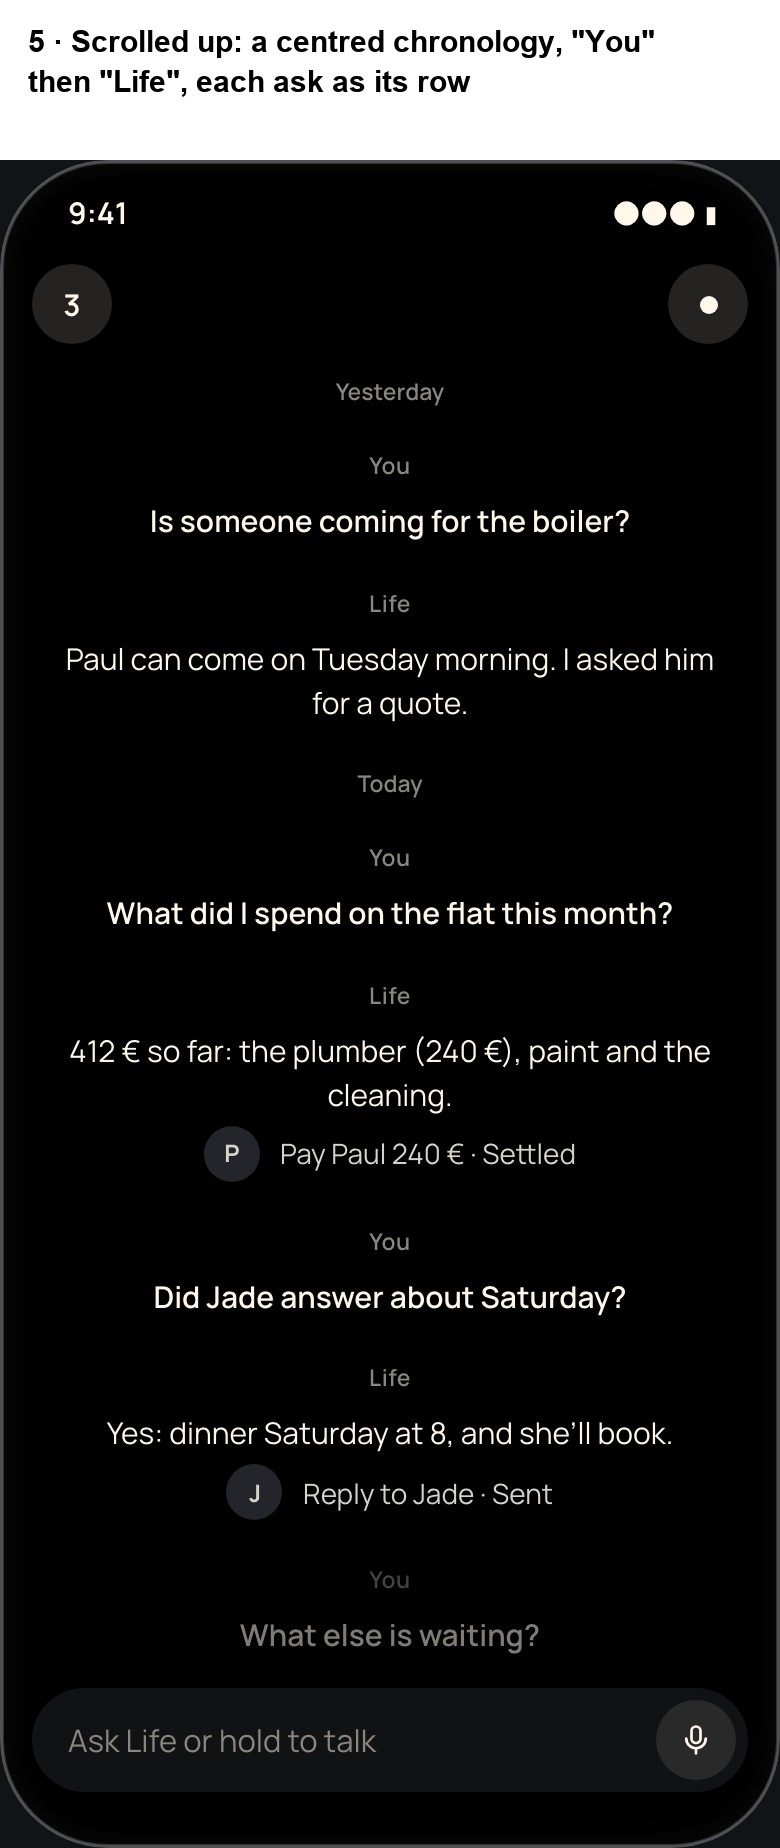 5 · Scrolled up: a centred chronology, "You"
then "Life", each ask as its row
9:41
3
Yesterday
You
Is someone coming for the boiler?
Life
Paul can come on Tuesday morning. I asked him
for a quote.
Today
You
What did I spend on the flat this month?
Life
412 € so far: the plumber (240 €), paint and the
cleaning.
P Pay Paul 240 € · Settled
You
Did Jade answer about Saturday?
Life
Yes: dinner Saturday at 8, and she’ll book.
J Reply to Jade · Sent
You
What else is waiting?
Ask Life or hold to talk